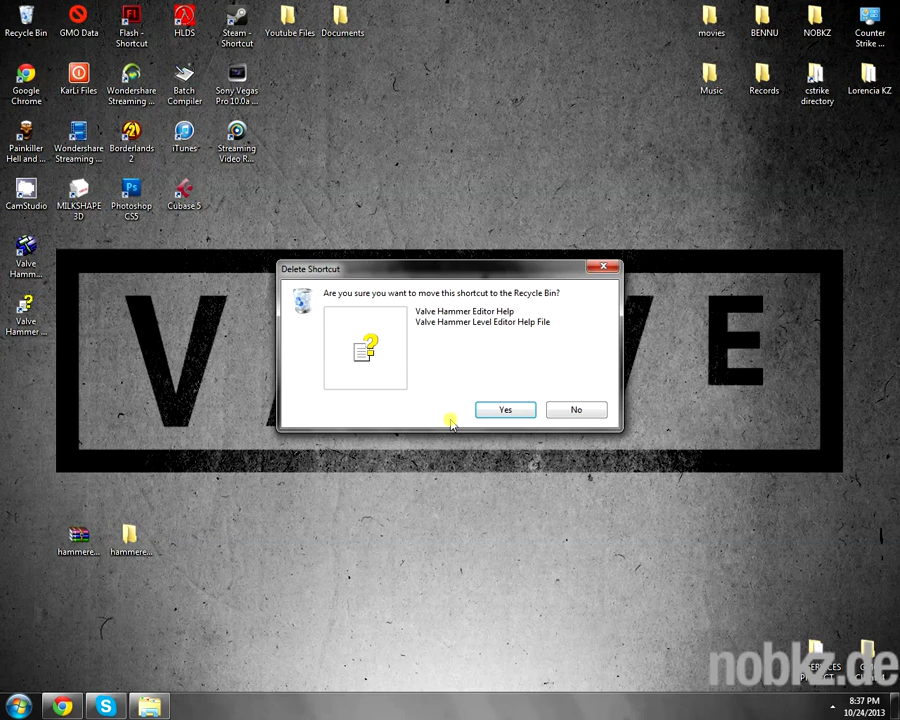 Recycle Bin
GMO Data
Flash -
Shortcut
HLDS
Steam -
Shortcut
Youtube Files
Documents
movies
BENNU
NOBKZ
Counter
Strike ...
Google
Chrome
KarLi Files
Wondershare
Streaming ...
Batch
Compiler
Sony Vegas
Pro 10.0a ...
Music
Records
cstrike
directory
Lorencia KZ
Painkiller
Hell and ...
Wondershare
Streaming ...
Borderlands
2
iTunes
Streaming
Video R...
CamStudio
MILKSHAPE
3D
Photoshop
CS5
Cubase 5
Valve
Hamm...
Valve
Hammer ...
V
V E
Delete Shortcut
Are you sure you want to move this shortcut to the Recycle Bin?
Valve Hammer Editor Help
Valve Hammer Level Editor Help File
Yes
No
hammere...
hammere...
nobkz.de
8:37 PM
10/24/2013